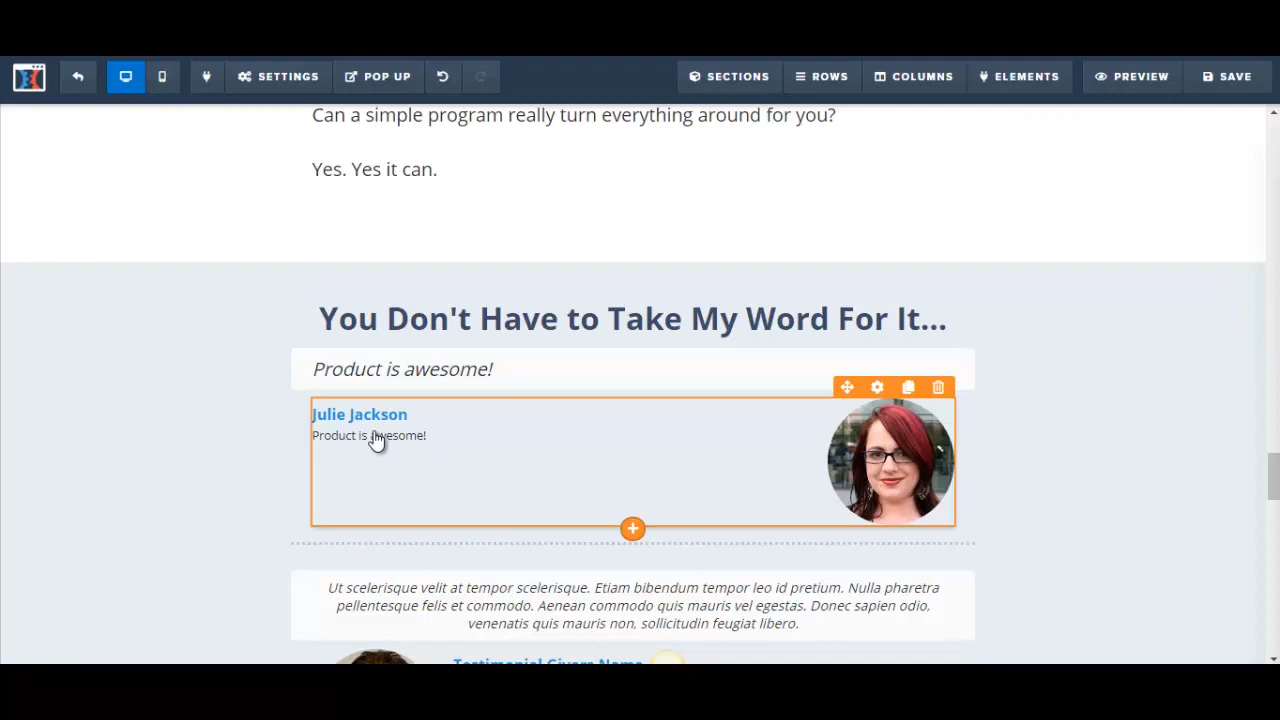 SETTINGS POP UP SECTIONS ROWS COLUMNS ELEMENTS PREVIEW SAVE
Can a simple program really turn everything around for you?
Yes. Yes it can.
You Don't Have to Take My Word For It...
Product is awesome!
Julie Jackson
Product is awesome!
Ut scelerisque velit at tempor scelerisque. Etiam bibendum tempor leo id pretium. Nulla pharetra
pellentesque felis et commodo. Aenean commodo quis mauris vel egestas. Donec sapien odio,
venenatis quis mauris non, sollicitudin feugiat libero.
Testimonial Givers Name